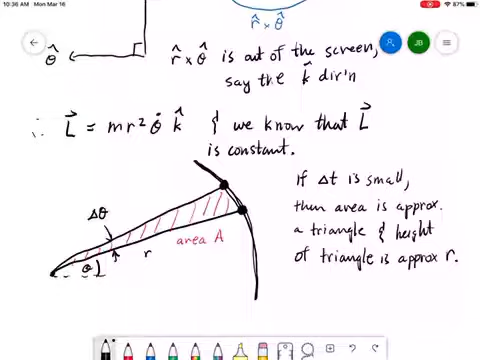 10:36 AM Mon Mar 16
87%
r̂ × θ̂
θ̂
r̂ × θ̂ is out of the screen,
say the k̂ dir'n
JB
∴ L⃗ = mr² θ̇ k̂ & we know that L⃗
is constant.
If Δt is small,
then area is approx.
a triangle & height
of triangle is approx r.
Δθ
area A
r
θ